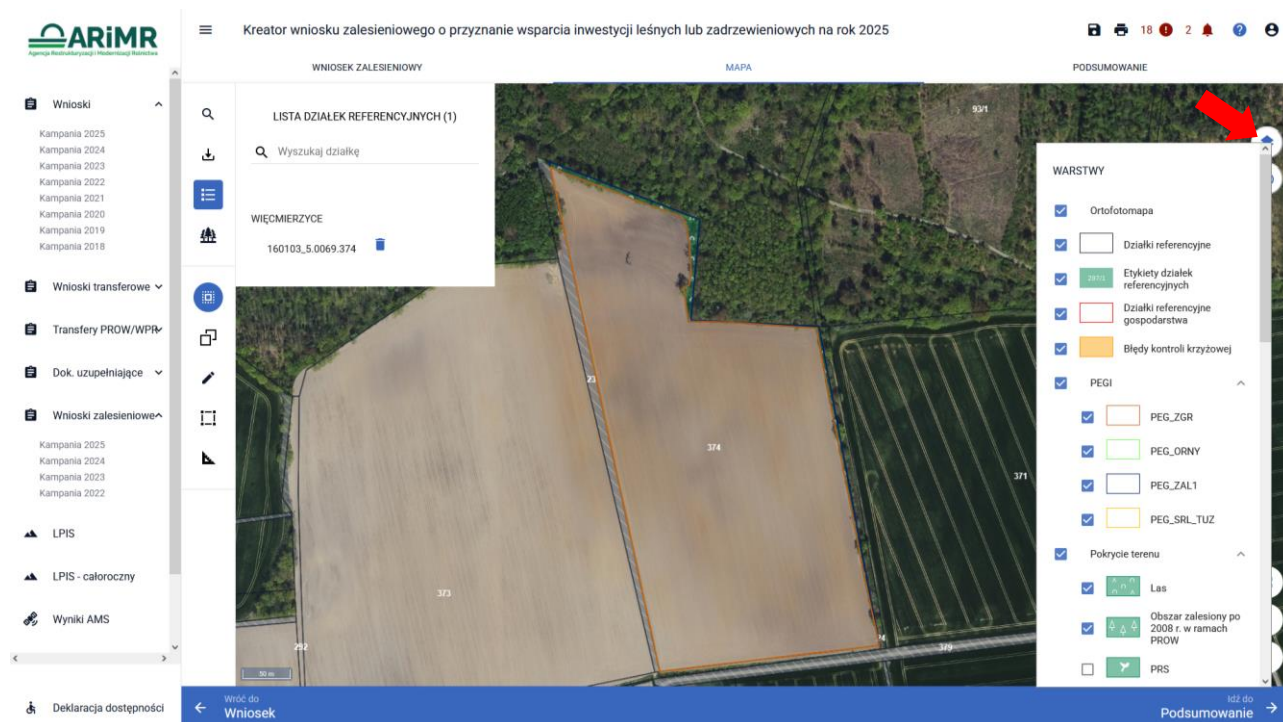 ARiMR
Agencja Restrukturyzacji i Modernizacji Rolnictwa
Kreator wniosku zalesieniowego o przyznanie wsparcia inwestycji leśnych lub zadrzewieniowych na rok 2025
18
2
WNIOSEK ZALESIENIOWY
MAPA
PODSUMOWANIE
Wnioski
Kampania 2025
Kampania 2024
Kampania 2023
Kampania 2022
Kampania 2021
Kampania 2020
Kampania 2019
Kampania 2018
Wnioski transferowe
Transfery PROW/WPR
Dok. uzupełniające
Wnioski zalesieniowe
Kampania 2025
Kampania 2024
Kampania 2023
Kampania 2022
LPIS
LPIS - całoroczny
Wyniki AMS
Deklaracja dostępności
LISTA DZIAŁEK REFERENCYJNYCH (1)
Wyszukaj działkę
WIĘCMIERZYCE
160103_5.0069.374
93/1
23
374
371
373
292
379
50 m
WARSTWY
Ortofotomapa
Działki referencyjne
297/1
Etykiety działek
referencyjnych
Działki referencyjne
gospodarstwa
Błędy kontroli krzyżowej
PEGI
PEG_ZGR
PEG_ORNY
PEG_ZAL1
PEG_SRL_TUZ
Pokrycie terenu
Las
Obszar zalesiony po
2008 r. w ramach
PROW
PRS
Wróć do
Wniosek
Idź do
Podsumowanie